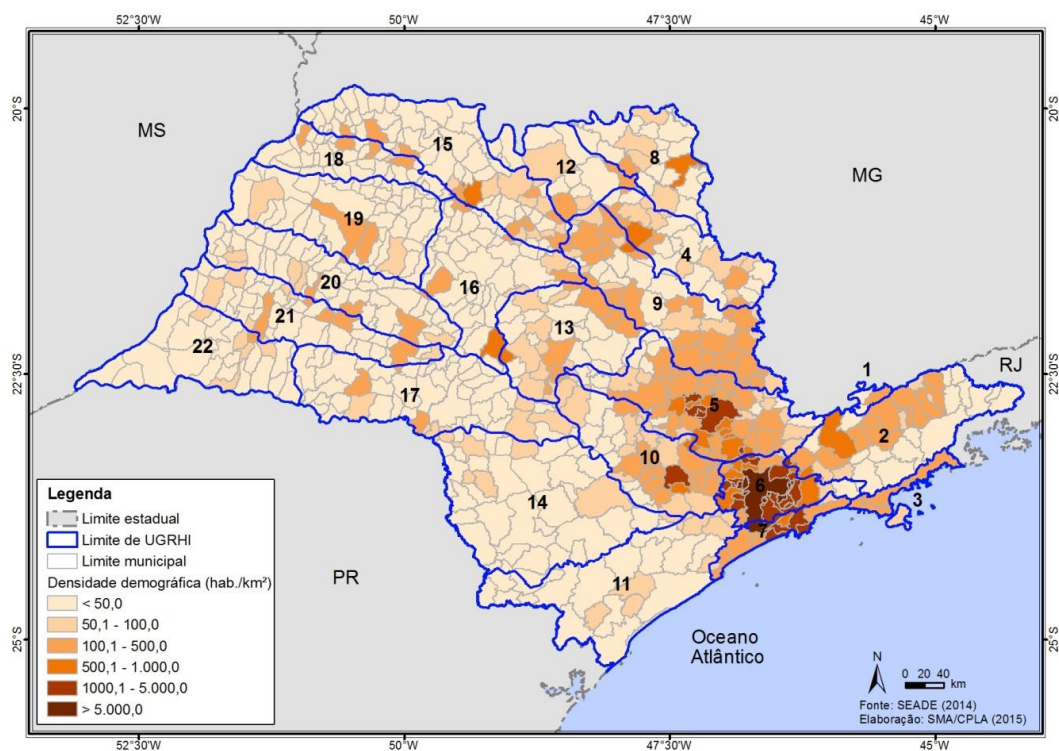 52°30'W
50°W
47°30'W
45°W
20°S
20°S
MS
MG
15
18
12
8
19
4
20
16
9
21
13
22
1
RJ
22°30'S
22°30'S
17
5
2
10
6
3
14
7
11
PR
25°S
25°S
Oceano
Atlântico
Legenda
Limite estadual
Limite de UGRHI
Limite municipal
Densidade demográfica (hab./km²)
< 50,0
50,1 - 100,0
100,1 - 500,0
500,1 - 1.000,0
1000,1 - 5.000,0
> 5.000,0
N
0 20 40
km
Fonte: SEADE (2014)
Elaboração: SMA/CPLA (2015)
52°30'W
50°W
47°30'W
45°W